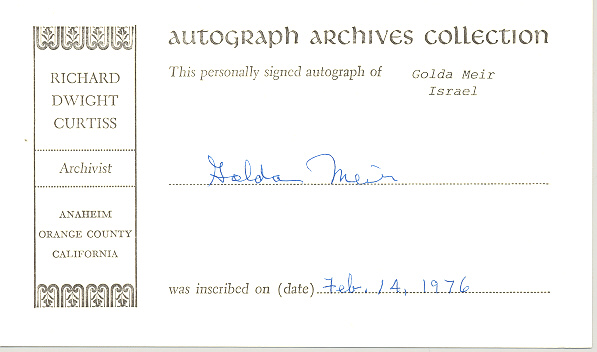 autograph archives collection
RICHARD
DWIGHT
CURTISS
Archivist
ANAHEIM
ORANGE COUNTY
CALIFORNIA
This personally signed autograph of Golda Meir
Israel
Golda Meir
was inscribed on (date) Feb. 14, 1976